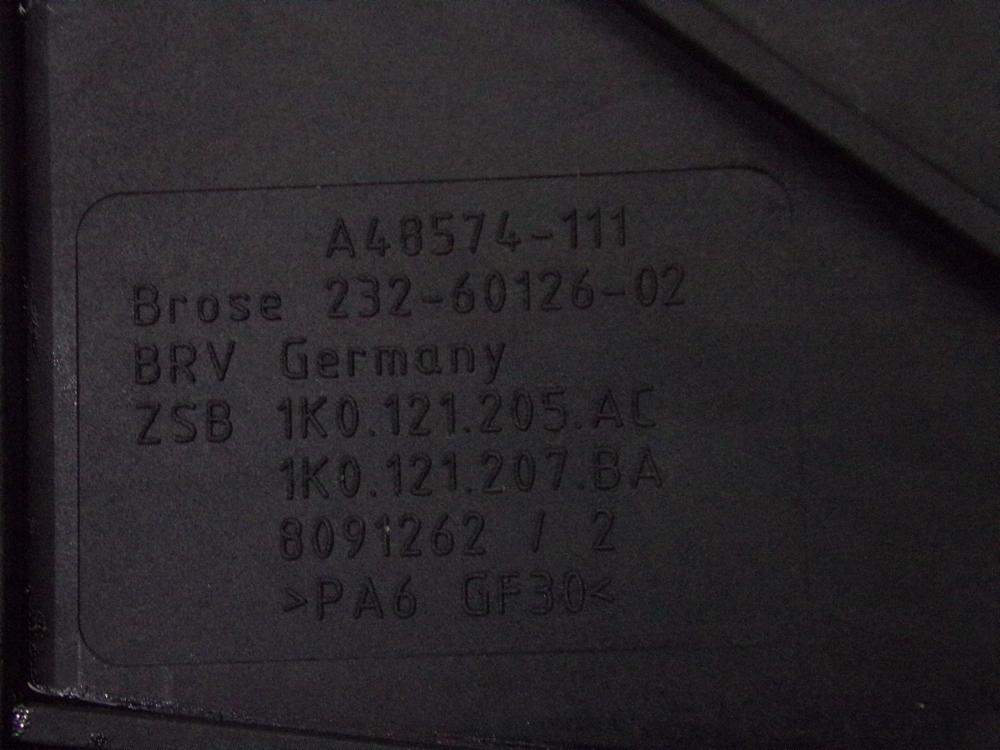 A48574-111
Brose 232-60126-02
BRV Germany
ZSB 1K0.121.205.AC
1K0.121.207.BA
8091262 / 2
>PA6 GF30<